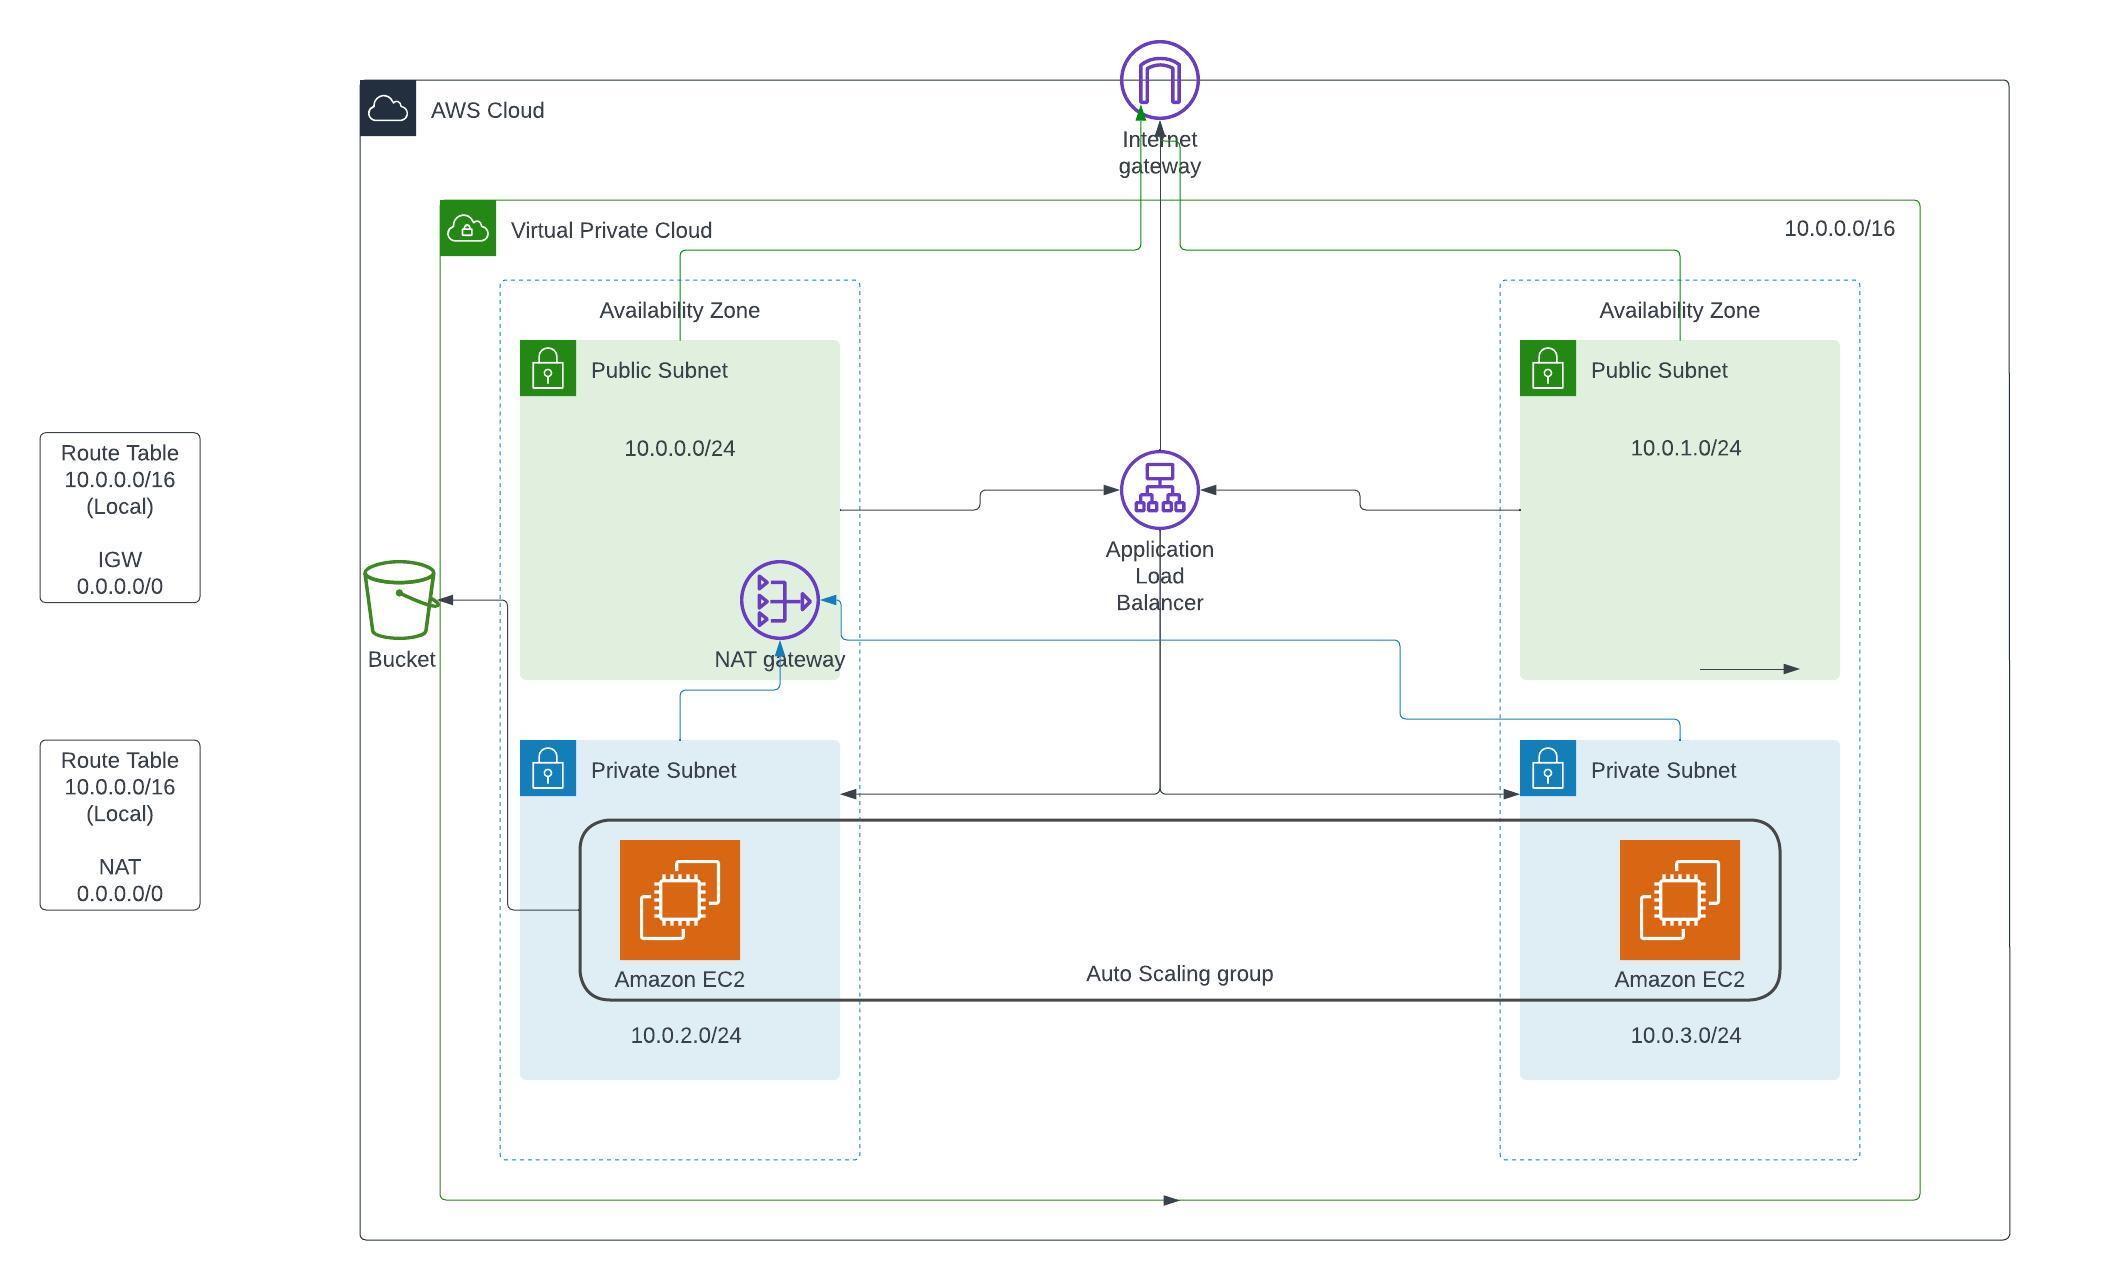 AWS Cloud
Internet
gateway
Virtual Private Cloud
10.0.0.0/16
Availability Zone
Availability Zone
Public Subnet
Public Subnet
10.0.0.0/24
10.0.1.0/24
Route Table
10.0.0.0/16
(Local)
IGW
0.0.0.0/0
Application
Load
Balancer
Bucket
NAT gateway
Route Table
10.0.0.0/16
(Local)
NAT
0.0.0.0/0
Private Subnet
Private Subnet
Amazon EC2
Auto Scaling group
Amazon EC2
10.0.2.0/24
10.0.3.0/24